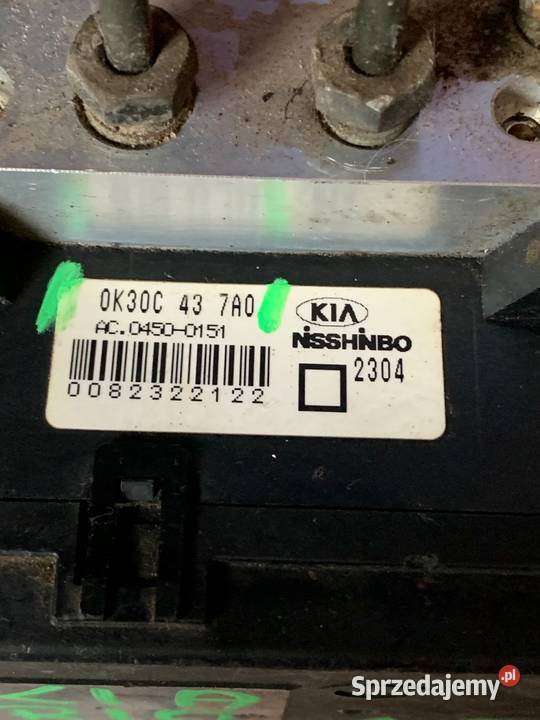 0K30C 43 7A0
AC.0450-0151
0082322122
KIA
NiSSHiNBO
2304
Sprzedajemy.pl